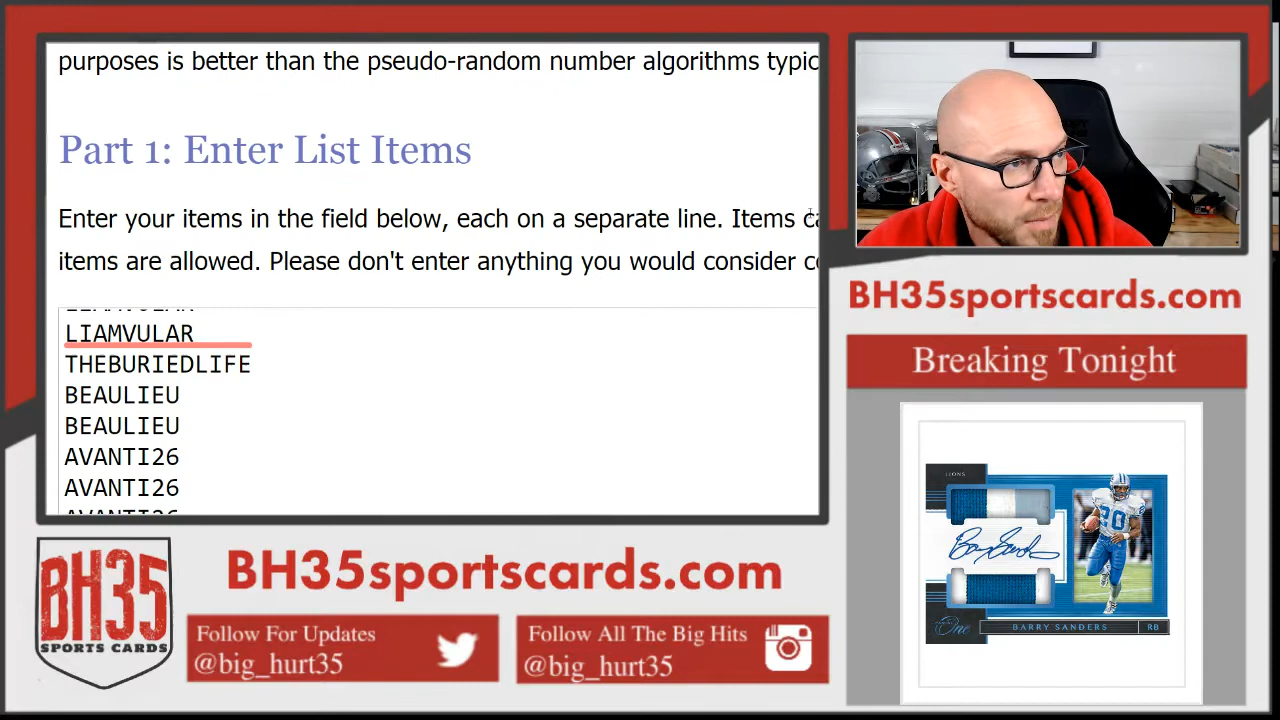 purposes is better than the pseudo-random number algorithms typic
Part 1: Enter List Items
Enter your items in the field below, each on a separate line. Items ca
items are allowed. Please don't enter anything you would consider co
LIAMVULAR
THEBURIEDLIFE
BEAULIEU
BEAULIEU
AVANTI26
AVANTI26
BH35sportscards.com
Breaking Tonight
LIONS
20
One
BARRY SANDERS RB
BH35
SPORTS CARDS
BH35sportscards.com
Follow For Updates
@big_hurt35
Follow All The Big Hits
@big_hurt35